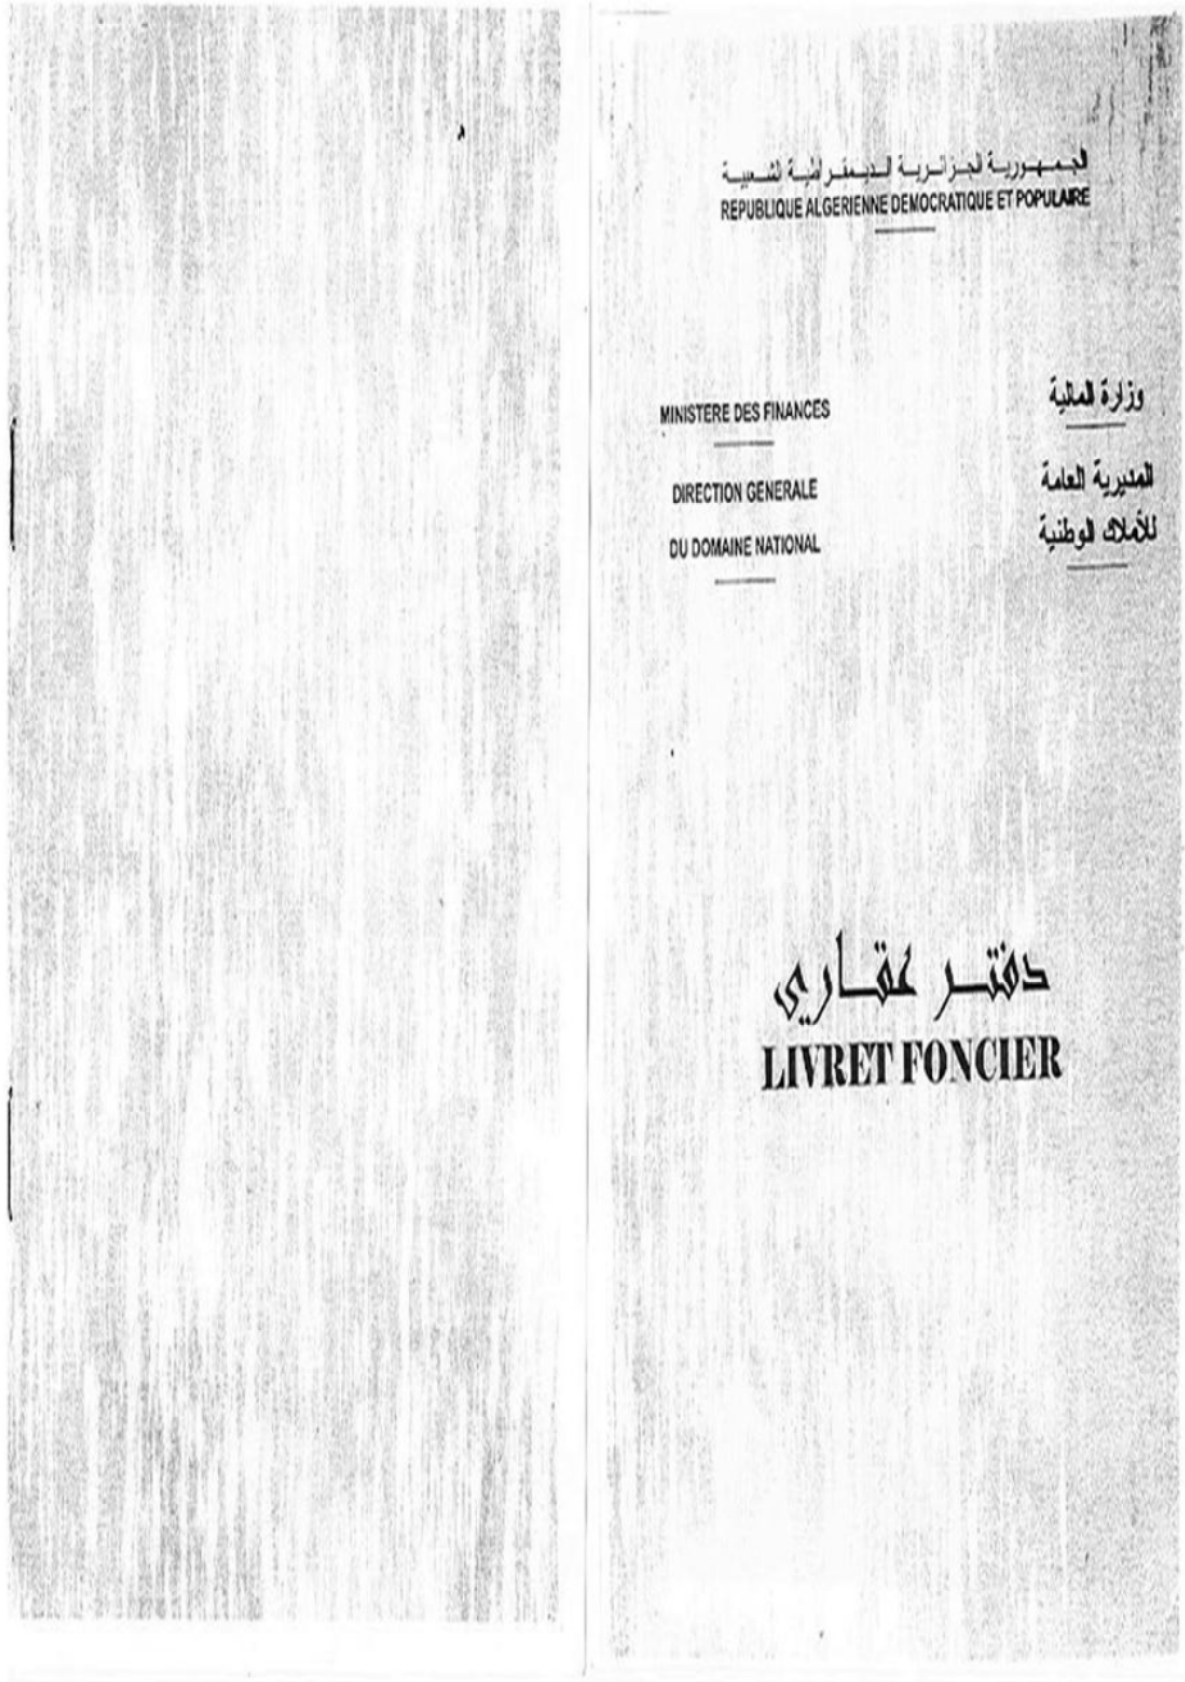 الجمهورية الجزائرية الديمقراطية الشعبية
REPUBLIQUE ALGERIENNE DEMOCRATIQUE ET POPULAIRE
وزارة المالية
MINISTERE DES FINANCES
المديرية العامة
DIRECTION GENERALE
للأملاك الوطنية
DU DOMAINE NATIONAL
دفتر عقاري
LIVRET FONCIER